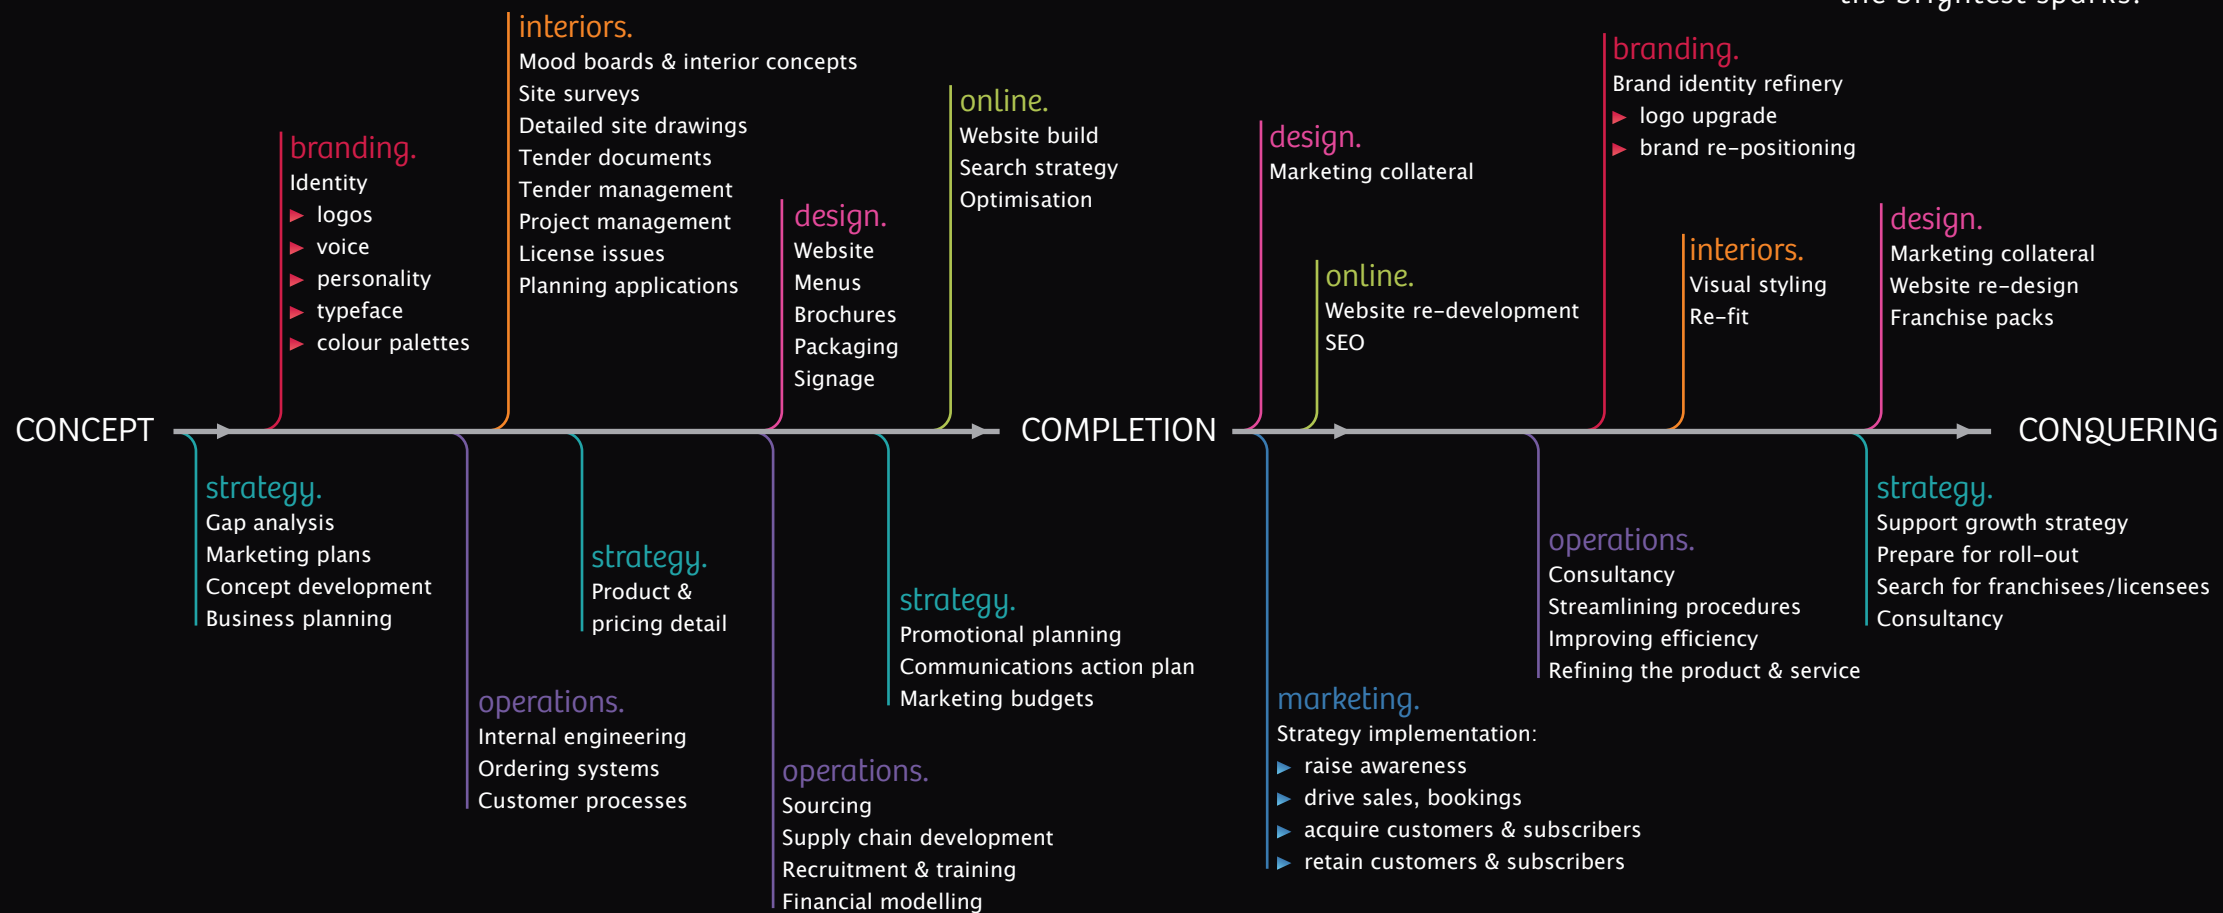 the brightest sparks.
interiors.
Mood boards & interior concepts
Site surveys
Detailed site drawings
Tender documents
Tender management
Project management
License issues
Planning applications
branding.
Identity
logos
voice
personality
typeface
colour palettes
design.
Website
Menus
Brochures
Packaging
Signage
online.
Website build
Search strategy
Optimisation
design.
Marketing collateral
online.
Website re-development
SEO
branding.
Brand identity refinery
logo upgrade
brand re-positioning
interiors.
Visual styling
Re-fit
design.
Marketing collateral
Website re-design
Franchise packs
CONCEPT
COMPLETION
CONQUERING
strategy.
Gap analysis
Marketing plans
Concept development
Business planning
operations.
Internal engineering
Ordering systems
Customer processes
strategy.
Product &
pricing detail
operations.
Sourcing
Supply chain development
Recruitment & training
Financial modelling
strategy.
Promotional planning
Communications action plan
Marketing budgets
marketing.
Strategy implementation:
raise awareness
drive sales, bookings
acquire customers & subscribers
retain customers & subscribers
operations.
Consultancy
Streamlining procedures
Improving efficiency
Refining the product & service
strategy.
Support growth strategy
Prepare for roll-out
Search for franchisees/licensees
Consultancy